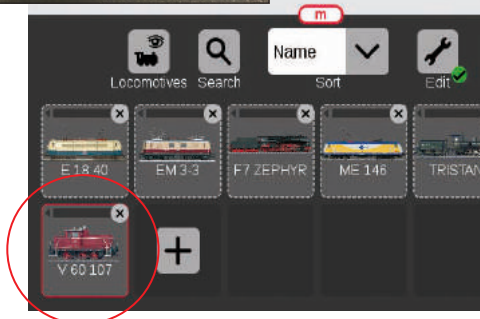 m
Name
Locomotives Search Sort Edit
E 18 40 EM 3-3 F7 ZEPHYR ME 146 TRISTAN
V 60 107